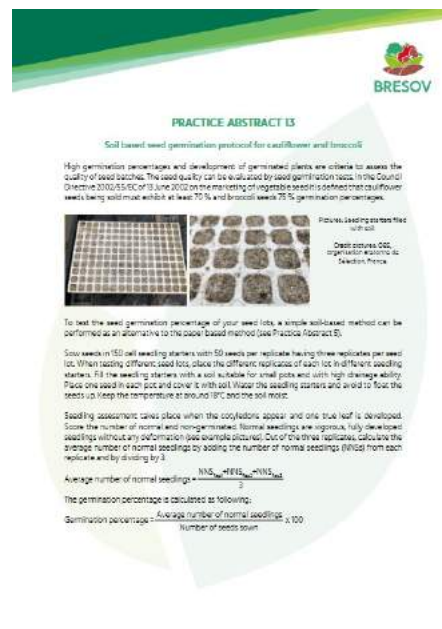 BRESOV
PRACTICE ABSTRACT 13
Soil based seed germination protocol for cauliflower and broccoli
High germination percentages and development of germinated plants are criteria to assess the
quality of seed batches. The seed quality can be evaluated by seed germination tests. In the Council
Directive 2002/55/EC of 13 June 2002 on the marketing of vegetable seed it is defined that cauliflower
seeds being sold must exhibit at least 70 % and broccoli seeds 75 % germination percentages.
Pictures: Seedling starters filled
with soil
Credit pictures: OBS,
organisation bretonne de
Sélection, France.
To test the seed germination percentage of your seed lots, a simple soil-based method can be
performed as an alternative to the paper based method (see Practice Abstract 8).
Sow seeds in 150 cell seedling starters with 50 seeds per replicate having three replicates per seed
lot. When testing different seed lots, place the different replicates of each lot in different seedling
starters. Fill the seedling starters with a soil suitable for small pots and with high drainage ability.
Place one seed in each pot and cover it with soil. Water the seedling starters and avoid to float the
seeds up. Keep the temperature at around 18°C and the soil moist.
Seedling assessment takes place when the cotyledons appear and one true leaf is developed.
Score the number of normal and non-germinated. Normal seedlings are vigorous, fully developed
seedlings without any deformation (see example pictures). Out of the three replicates, calculate the
average number of normal seedlings by adding the number of normal seedlings (NNSs) from each
replicate and by dividing by 3:
Average number of normal seedlings = NNS +NNS +NNS
3
The germination percentage is calculated as following:
Germination percentage = Average number of normal seedlings x 100
Number of seeds sown